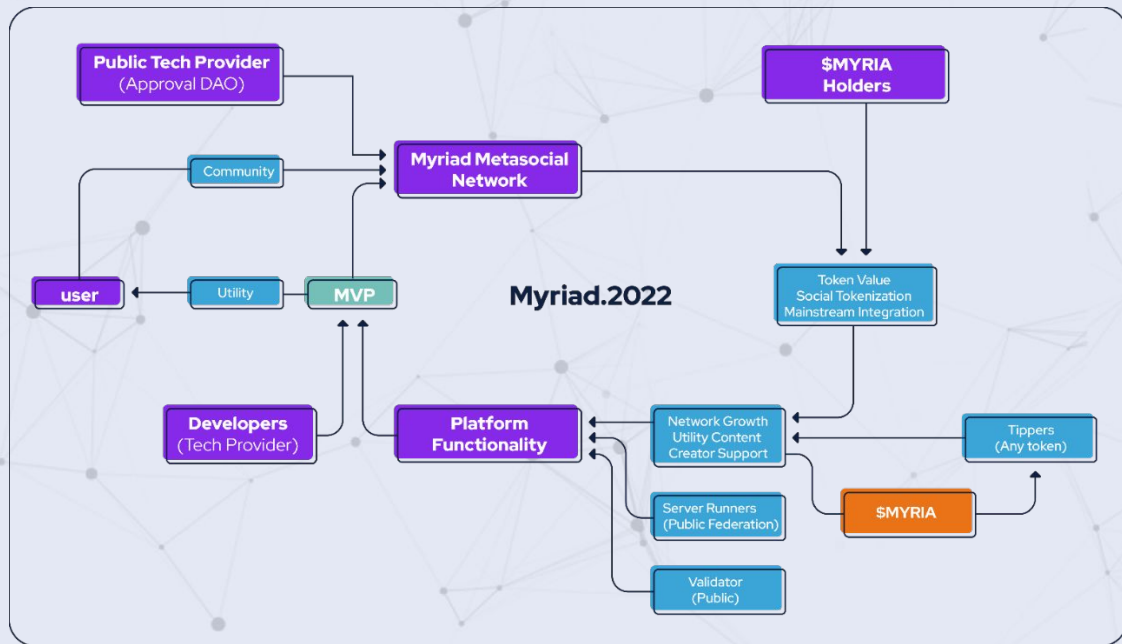 Public Tech Provider
(Approval DAO)
$MYRIA
Holders
Community
Myriad Metasocial
Network
user
Utility
MVP
Myriad.2022
Token Value
Social Tokenization
Mainstream Integration
Developers
(Tech Provider)
Platform
Functionality
Network Growth
Utility Content
Creator Support
Tippers
(Any token)
Server Runners
(Public Federation)
$MYRIA
Validator
(Public)